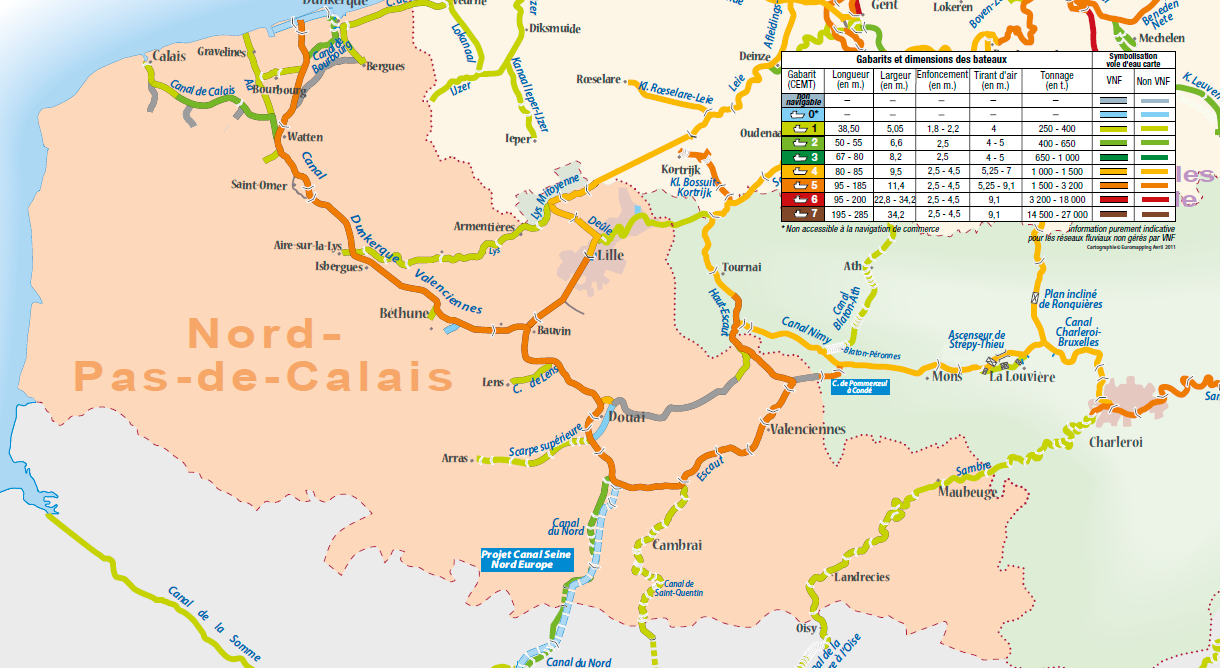 Dunkerque
C. de
Veurne
Gravelines
Calais
Canal de
Bourbourg
Bergues
Canal de Calais
Aa
Bourbourg
Watten
Canal
Saint-Omer
Lokanaal
IJzer
Diksmuide
Kanaal Ieper-IJzer
Ieper
Rœselare
Kl. Rœselare-Leie
Leie
Deinze
Gent
Lokeren
Mechelen
Beneden
Nete
K. Leuven
Kortrijk
Kl. Bossuit
Kortrijk
Gabarits et dimensions des bateaux
Symbolisation
voie d'eau carte
Gabarit
(CEMT)
Longueur
(en m.)
Largeur
(en m.)
Enfoncement
(en m.)
Tirant d'air
(en m.)
Tonnage
(en t.)
VNF
Non VNF
non
navigable – – – – –
0* – – – – –
1 38,50 5,05 1,8 - 2,2 4 250 - 400
2 50 - 55 6,6 2,5 4 - 5 400 - 650
3 67 - 80 8,2 2,5 4 - 5 650 - 1 000
4 80 - 85 9,5 2,5 - 4,5 5,25 - 7 1 000 - 1 500
5 95 - 185 11,4 2,5 - 4,5 5,25 - 9,1 1 500 - 3 200
6 95 - 200 22,8 - 34,2 2,5 - 4,5 9,1 3 200 - 18 000
7 195 - 285 34,2 2,5 - 4,5 9,1 14 500 - 27 000
* Non accessible à la navigation de commerce
information purement indicative
pour les réseaux fluviaux non gérés par VNF
Cartographie © Euromapping Avril 2011
Lys Mitoyenne
Armentières
Deûle
Lille
Lys
Aire-sur-la-Lys
Isbergues
Dunkerque
Valenciennes
Béthune
Bauvin
Nord-
Pas-de-Calais
Lens
C. de Lens
Tournai
Haut-Escaut
Ath
Canal
Blaton-Ath
Canal Nimy
-Blaton-Péronnes
Plan incliné
de Ronquières
Canal
Charleroi-
Bruxelles
Ascenseur de
Strépy-Thieu
Mons
La Louvière
C. de Pommerœul
à Condé
Douai
Scarpe supérieure
Arras
Valenciennes
Escaut
Charleroi
Sambre
Maubeuge
Canal
du Nord
Projet Canal Seine
Nord Europe
Cambrai
Canal de
Saint-Quentin
Landrecies
Oisy
Canal de la Somme
Canal du Nord